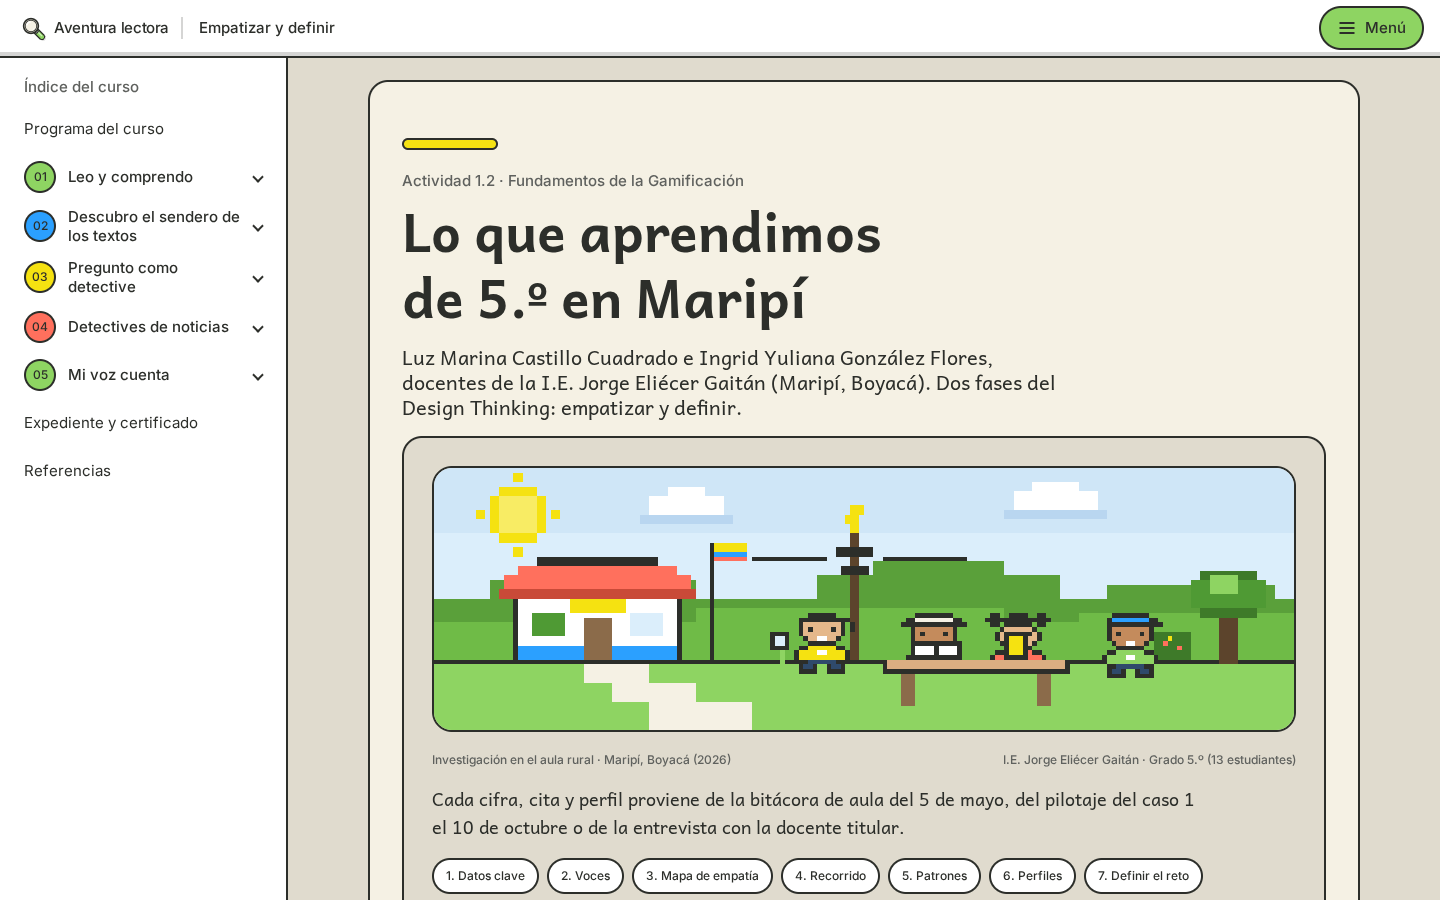 Aventura lectora
Empatizar y definir
Menú
Índice del curso
Programa del curso
01 Leo y comprendo
02 Descubro el sendero de
los textos
03 Pregunto como
detective
04 Detectives de noticias
05 Mi voz cuenta
Expediente y certificado
Referencias
Actividad 1.2 · Fundamentos de la Gamificación
Lo que aprendimos
de 5.º en Maripí
Luz Marina Castillo Cuadrado e Ingrid Yuliana González Flores,
docentes de la I.E. Jorge Eliécer Gaitán (Maripí, Boyacá). Dos fases del
Design Thinking: empatizar y definir.
Investigación en el aula rural · Maripí, Boyacá (2026)
I.E. Jorge Eliécer Gaitán · Grado 5.º (13 estudiantes)
Cada cifra, cita y perfil proviene de la bitácora de aula del 5 de mayo, del pilotaje del caso 1
el 10 de octubre o de la entrevista con la docente titular.
1. Datos clave
2. Voces
3. Mapa de empatía
4. Recorrido
5. Patrones
6. Perfiles
7. Definir el reto